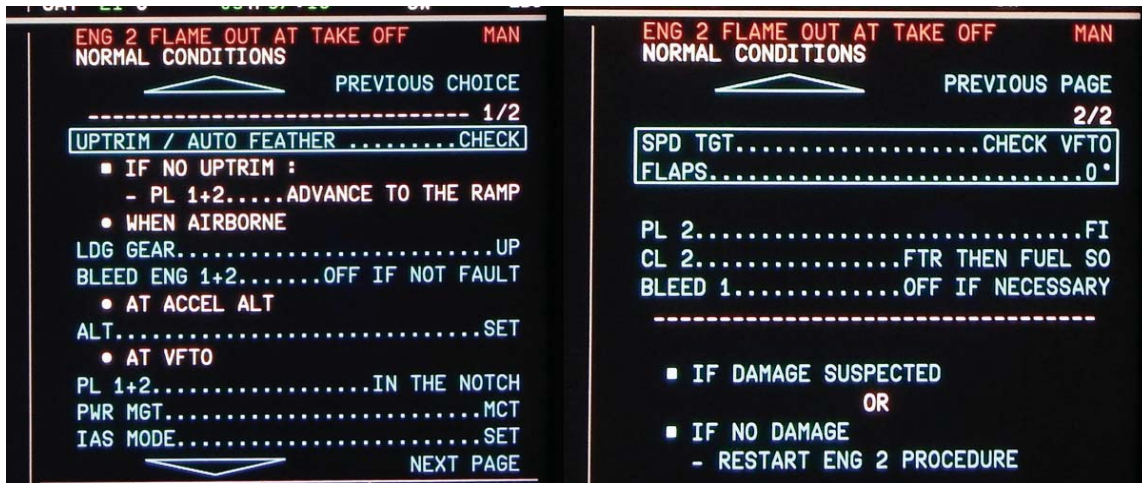 ENG 2 FLAME OUT AT TAKE OFF MAN
NORMAL CONDITIONS
PREVIOUS CHOICE
------------------------------- 1/2
UPTRIM / AUTO FEATHER .........CHECK
■ IF NO UPTRIM :
- PL 1+2.....ADVANCE TO THE RAMP
● WHEN AIRBORNE
LDG GEAR..............................UP
BLEED ENG 1+2.......OFF IF NOT FAULT
● AT ACCEL ALT
ALT..............................SET
● AT VFTO
PL 1+2..................IN THE NOTCH
PWR MGT..........................MCT
IAS MODE.........................SET
NEXT PAGE
ENG 2 FLAME OUT AT TAKE OFF MAN
NORMAL CONDITIONS
PREVIOUS PAGE
2/2
SPD TGT....................CHECK VFTO
FLAPS..............................0°
PL 2................................FI
CL 2.................FTR THEN FUEL SO
BLEED 1.............OFF IF NECESSARY
-----------------------------------
■ IF DAMAGE SUSPECTED
OR
■ IF NO DAMAGE
- RESTART ENG 2 PROCEDURE